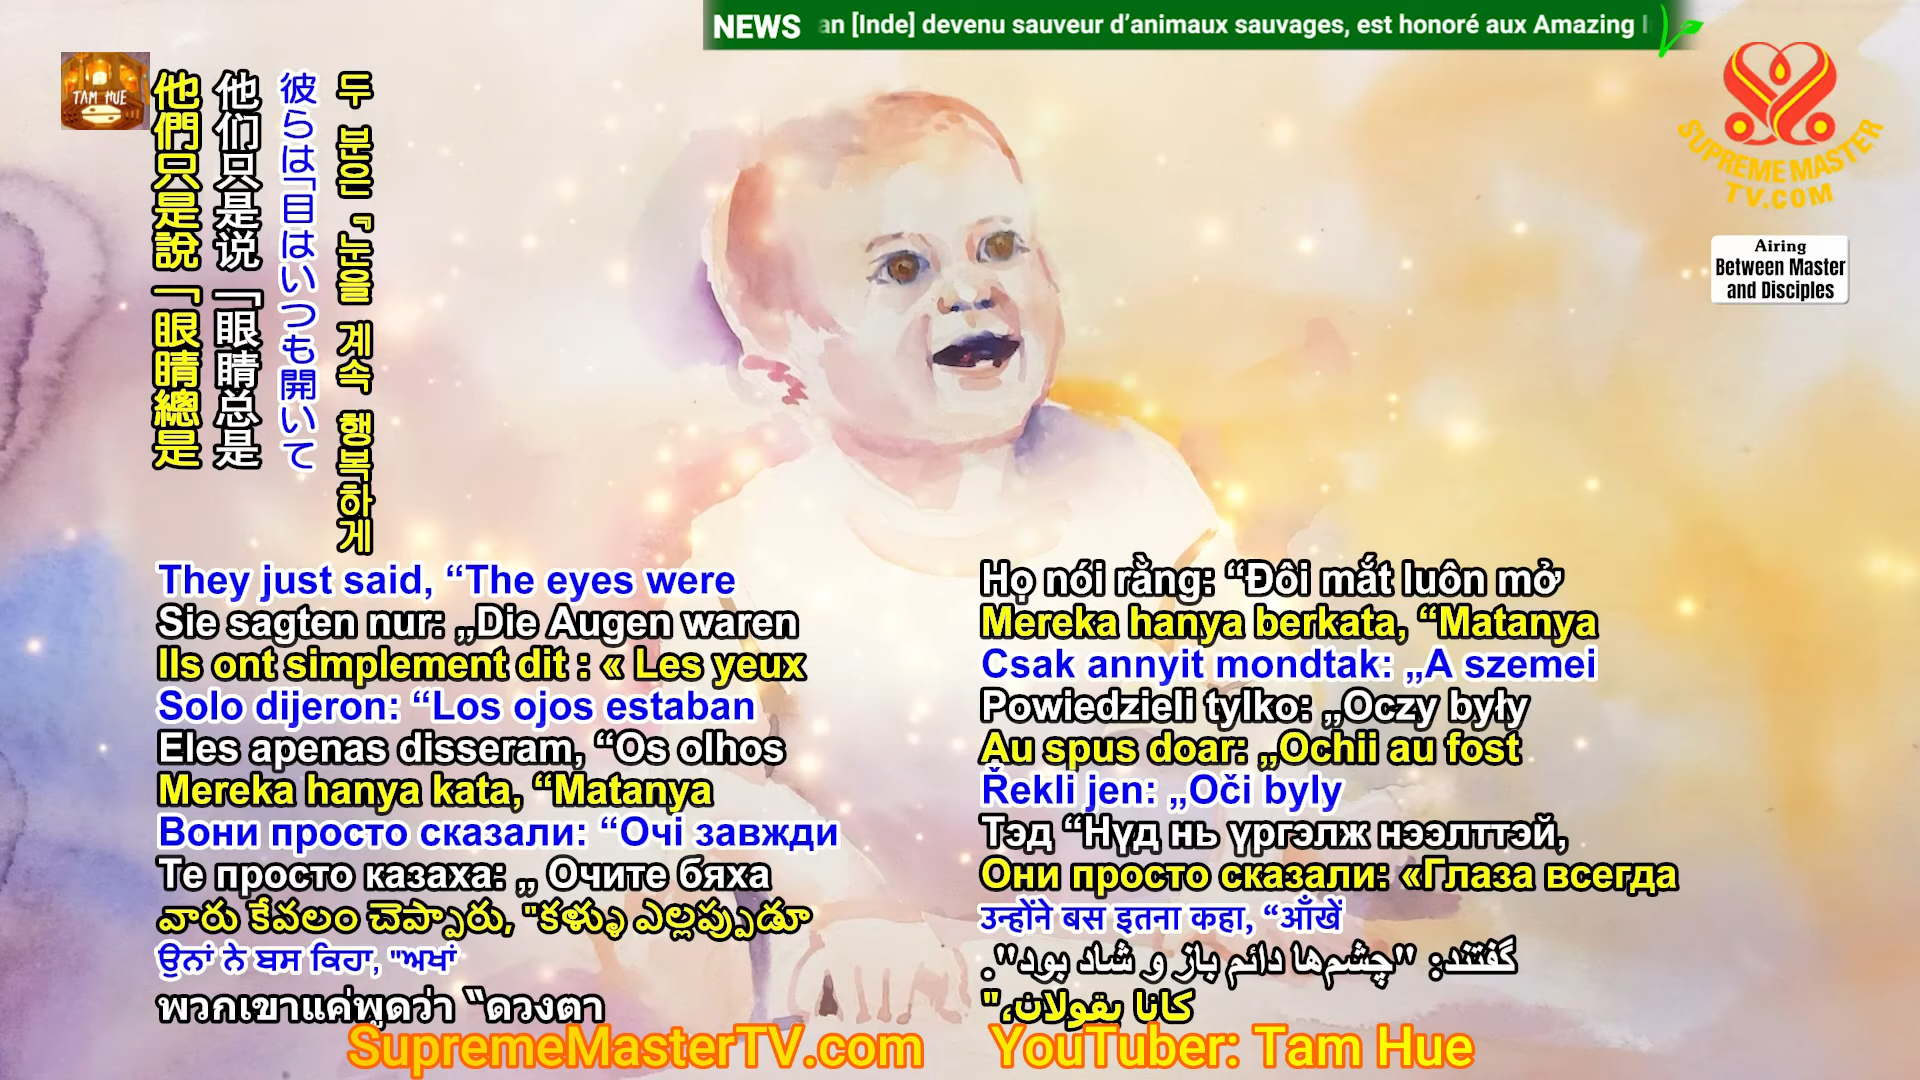 NEWS an [Inde] devenu sauveur d’animaux sauvages, est honoré aux Amazing
TAM HUE
SUPREME MASTER
TV.COM
Airing
Between Master
and Disciples
他們只是說「眼睛總是
他们只是说「眼睛总是
彼らは「目はいつも開いて
두 분은 『눈을 계속 행복하게
They just said, “The eyes were
Sie sagten nur: „Die Augen waren
Ils ont simplement dit : « Les yeux
Solo dijeron: “Los ojos estaban
Eles apenas disseram, “Os olhos
Mereka hanya kata, “Matanya
Вони просто сказали: “Очі завжди
Те просто казаха: „ Очите бяха
వారు కేవలం చెప్పారు, "కళ్ళు ఎల్లప్పుడూ
ਉਨਾਂ ਨੇ ਬਸ ਕਿਹਾ, "ਅਖਾਂ
พวกเขาแค่พูดว่า “ดวงตา
Họ nói rằng: “Đôi mắt luôn mở
Mereka hanya berkata, “Matanya
Csak annyit mondtak: „A szemei
Powiedzieli tylko: „Oczy były
Au spus doar: „Ochii au fost
Řekli jen: „Oči byly
Тэд “Нүд нь үргэлж нээлттэй,
Они просто сказали: «Глаза всегда
उन्होंने बस इतना कहा, “आँखें
گفتند: "چشم‌ها دائم باز و شاد بود".
كانا يقولان،"
SupremeMasterTV.com YouTuber: Tam Hue